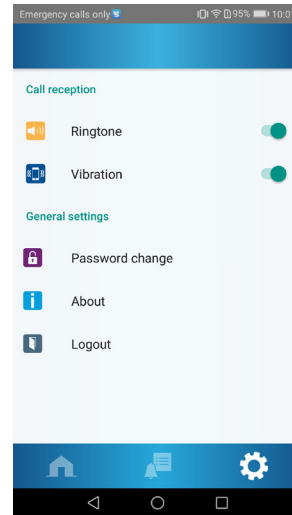 Emergency calls only 95% 10:0
Call reception
Ringtone
Vibration
General settings
Password change
About
Logout